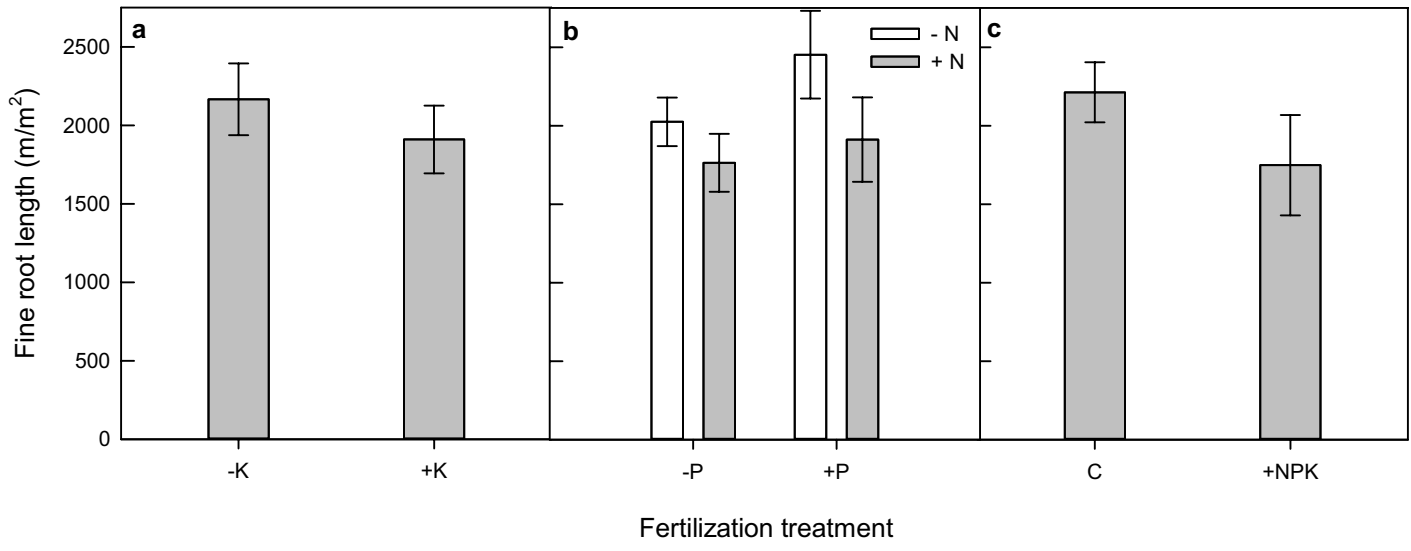 a
b
c
- N
+ N
2500
2000
1500
1000
500
0
Fine root length (m/m²)
-K
+K
-P
+P
C
+NPK
Fertilization treatment